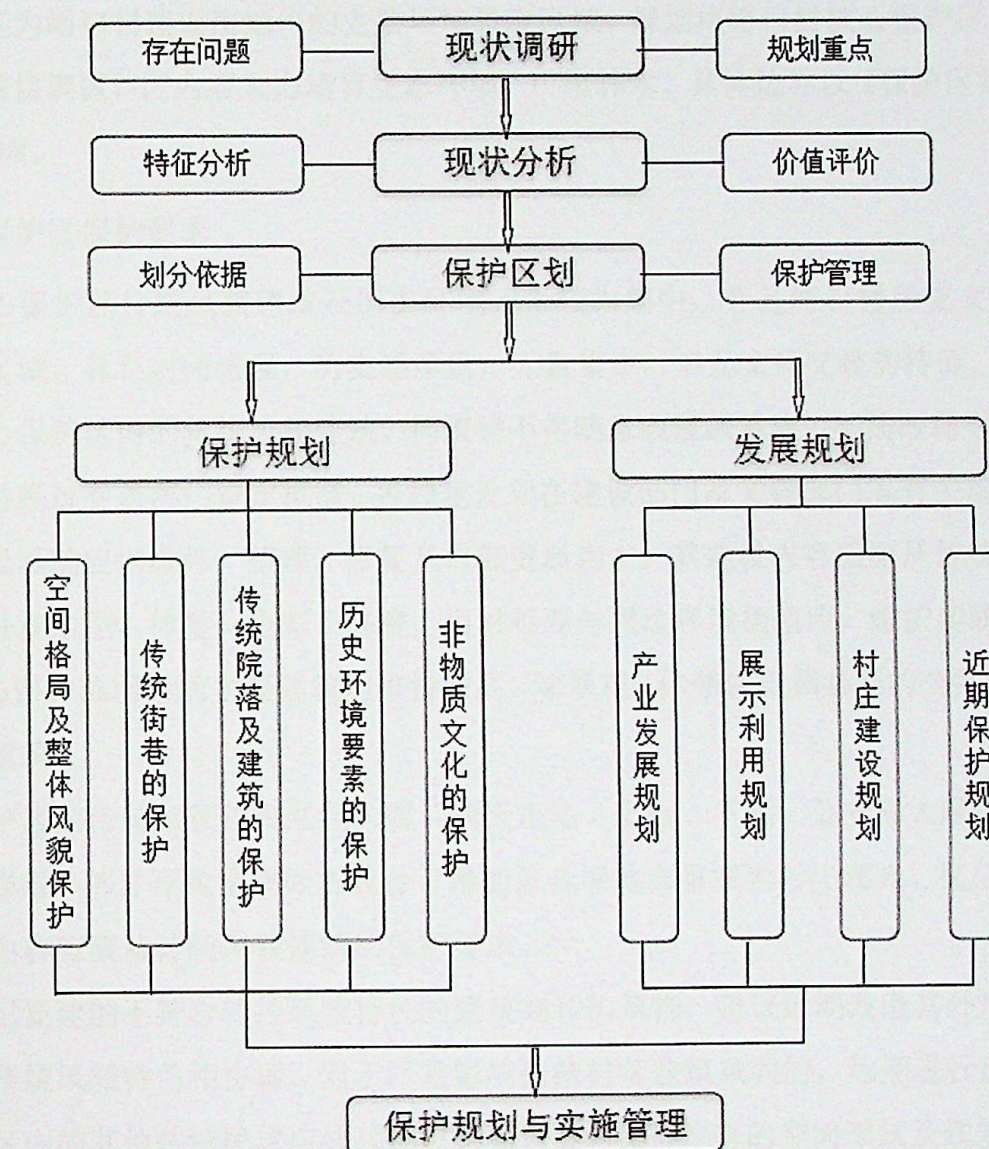 存在问题
现状调研
规划重点
特征分析
现状分析
价值评价
划分依据
保护区划
保护管理
保护规划
发展规划
空间格局及整体风貌保护
传统街巷的保护
传统院落及建筑的保护
历史环境要素的保护
非物质文化的保护
产业发展规划
展示利用规划
村庄建设规划
近期保护规划
保护规划与实施管理